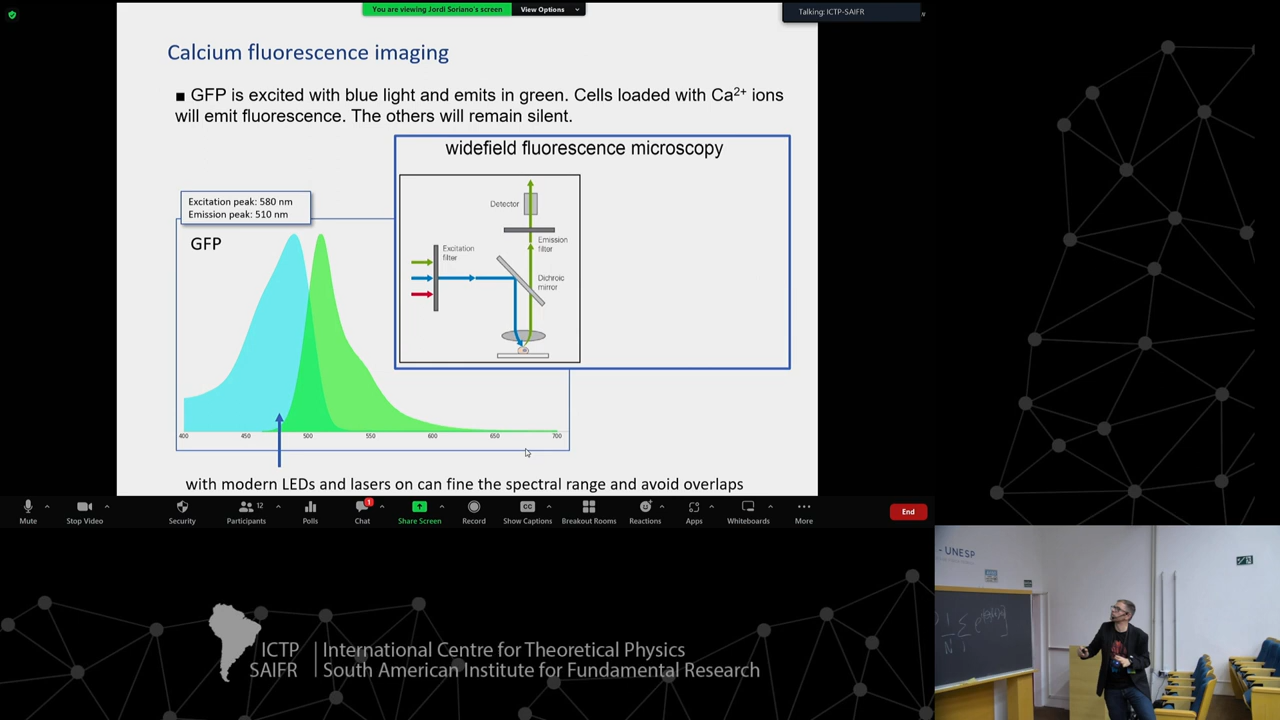 You are viewing Jordi Soriano's screen
View Options
Talking: ICTP-SAIFR
Calcium fluorescence imaging
■ GFP is excited with blue light and emits in green. Cells loaded with Ca2+ ions
will emit fluorescence. The others will remain silent.
widefield fluorescence microscopy
Excitation peak: 580 nm
Emission peak: 510 nm
GFP
Detector
Emission
filter
Excitation
filter
Dichroic
mirror
400 450 500 550 600 650 700
with modern LEDs and lasers on can fine the spectral range and avoid overlaps
Mute
Stop Video
Security
12
Participants
Polls
1
Chat
Share Screen
Record
CC
Show Captions
Breakout Rooms
Reactions
Apps
Whiteboards
More
End
- UNESP
ICTP
SAIFR
International Centre for Theoretical Physics
South American Institute for Fundamental Research